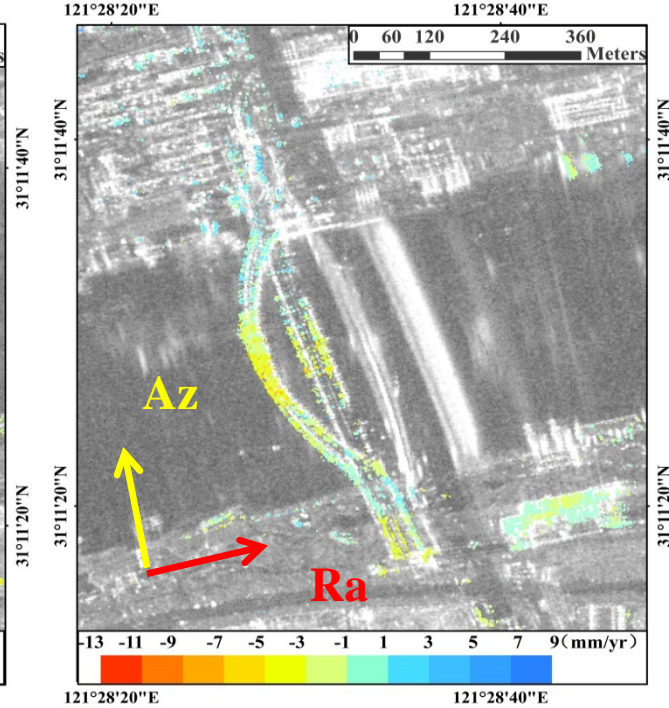 121°28'20"E 121°28'40"E
0 60 120 240 360
Meters
31°11'40"N 31°11'40"N
Az
31°11'20"N 31°11'20"N
Ra
-13 -11 -9 -7 -5 -3 -1 1 3 5 7 9(mm/yr)
121°28'20"E 121°28'40"E